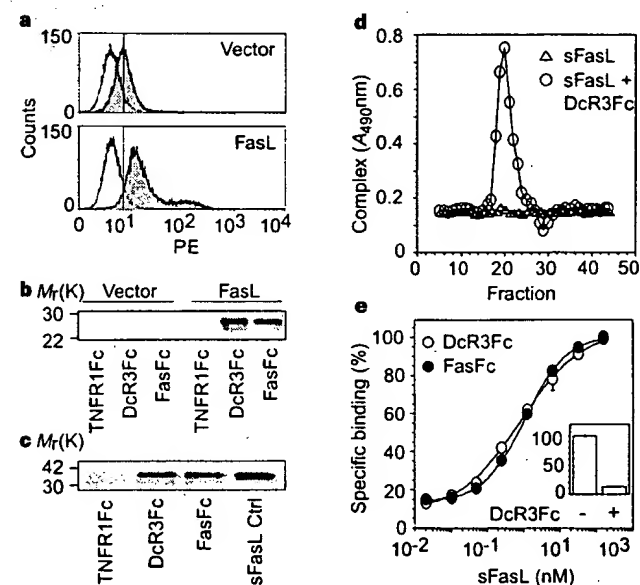 a
150
Vector
0
Counts
150
FasL
0
0 10¹ 10² 10³ 10⁴
PE
b Mr(K) Vector FasL
30
22
TNFR1Fc
DcR3Fc
FasFc
TNFR1Fc
DcR3Fc
FasFc
c Mr(K)
42
30
TNFR1Fc
DcR3Fc
FasFc
sFasL Ctrl
d
0.8
0.6
0.4
0.2
0
Complex (A490nm)
sFasL
sFasL +
DcR3Fc
0 10 20 30 40 50
Fraction
e
100
80
60
40
20
0
Specific binding (%)
DcR3Fc
FasFc
100
50
0
DcR3Fc - +
10-2 10-1 101 103
sFasL (nM)